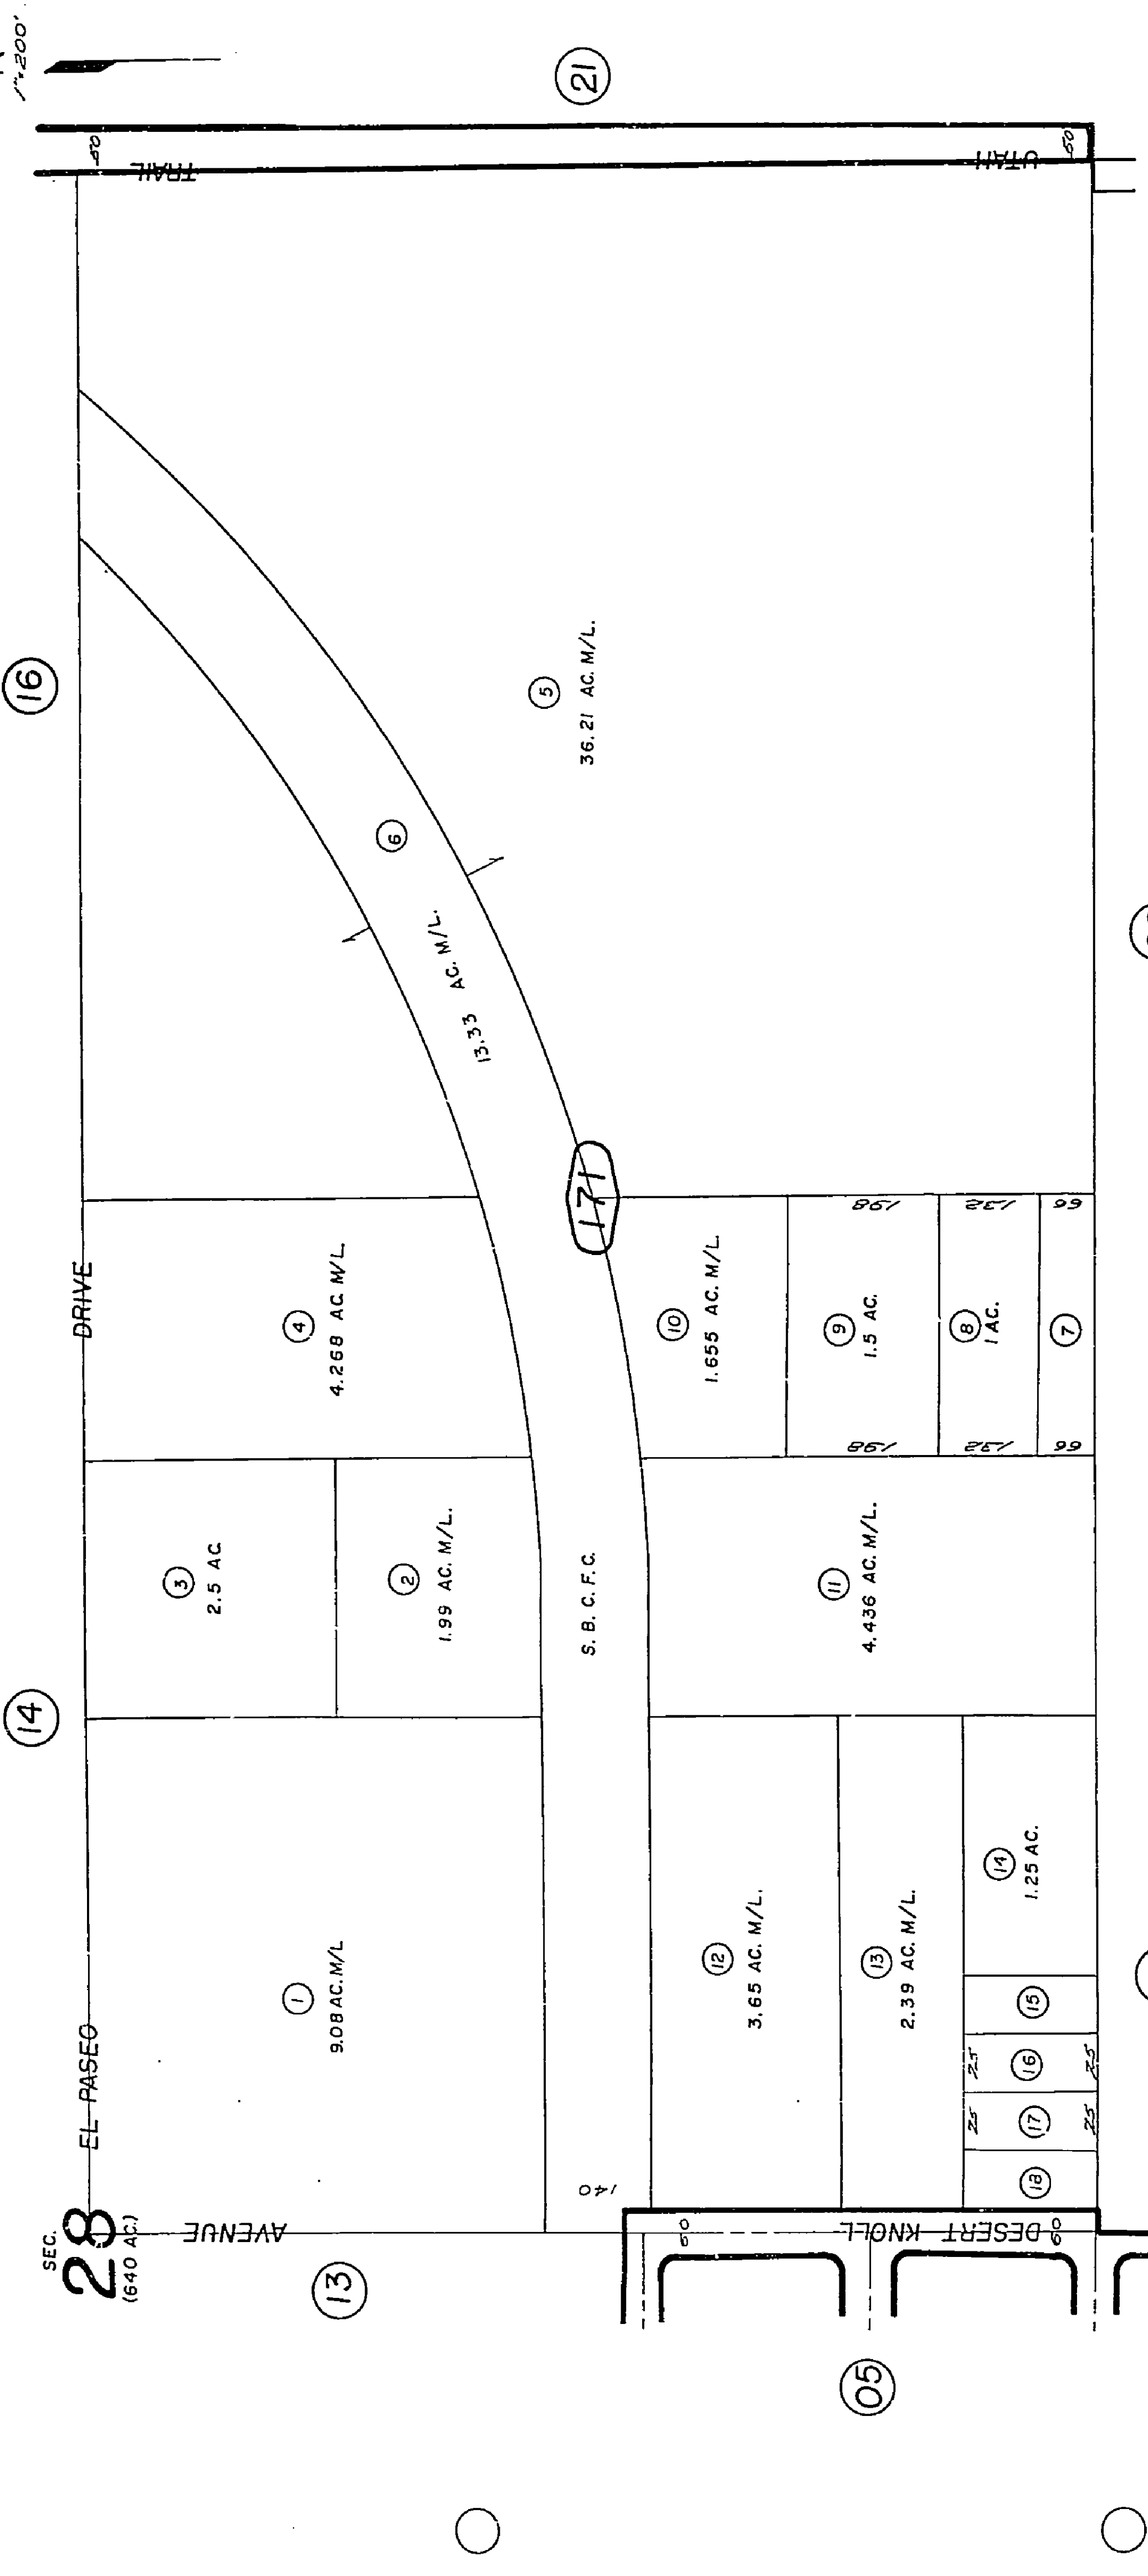 1"=200'
21
50
TRAIL
UTAH
50
16
5
36.21 AC. M/L.
6
13.33 AC. M/L.
171
DRIVE
4
4.268 AC. M/L.
10
1.655 AC. M/L.
198
198
9
1.5 AC.
132
132
8
1 AC.
66
66
7
3
2.5 AC.
2
1.99 AC. M/L.
S. B. C. F. C.
11
4.436 AC. M/L.
14
1
9.08 AC. M/L
12
3.65 AC. M/L.
13
2.39 AC. M/L.
14
1.25 AC.
15
25
16
25
25
17
25
18
EL PASEO
140
SEC.
28
(640 AC.)
AVENUE
60
DESERT KNOLL
60
13
05